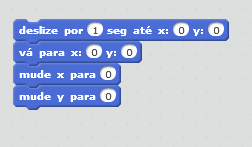 deslize por 1 seg até x: 0 y: 0
vá para x: 0 y: 0
mude x para 0
mude y para 0